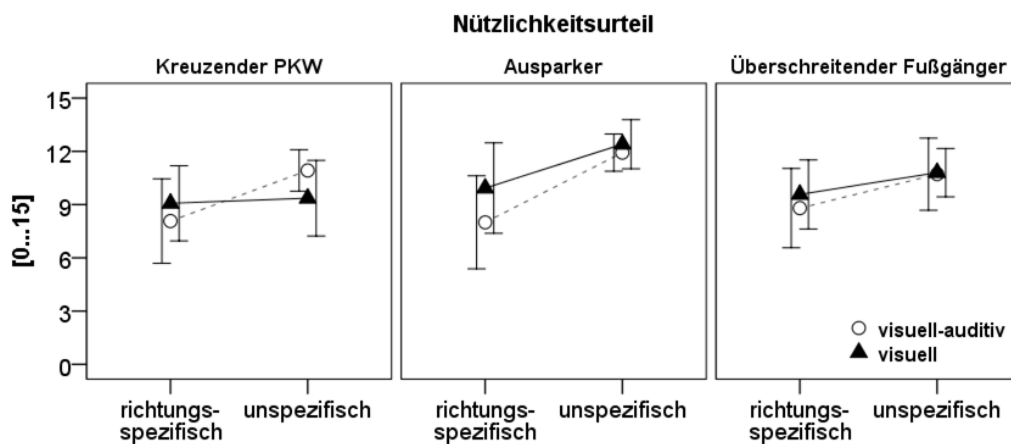 Nützlichkeitsurteil
Kreuzender PKW
Ausparker
Überschreitender Fußgänger
[0...15]
15
12
9
6
3
0
visuell-auditiv
visuell
richtungs-
spezifisch
unspezifisch
richtungs-
spezifisch
unspezifisch
richtungs-
spezifisch
unspezifisch